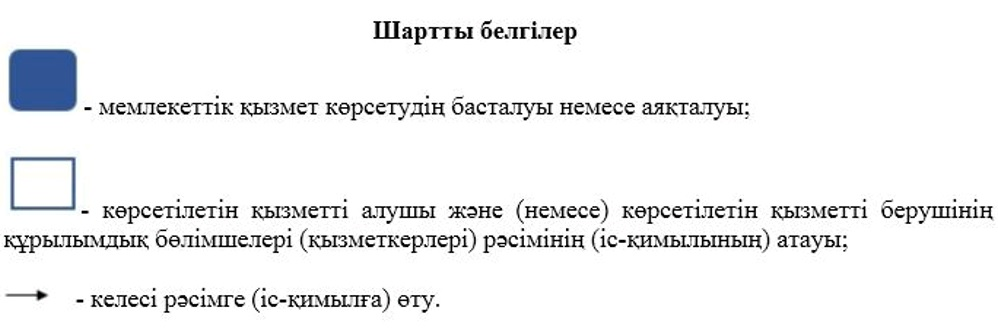 Шартты белгілер
- мемлекеттік қызмет көрсетудің басталуы немесе аяқталуы;
- көрсетілетін қызметті алушы және (немесе) көрсетілетін қызметті берушінің
құрылымдық бөлімшелері (қызметкерлері) рәсімінің (іс-қимылының) атауы;
- келесі рәсімге (іс-қимылға) өту.